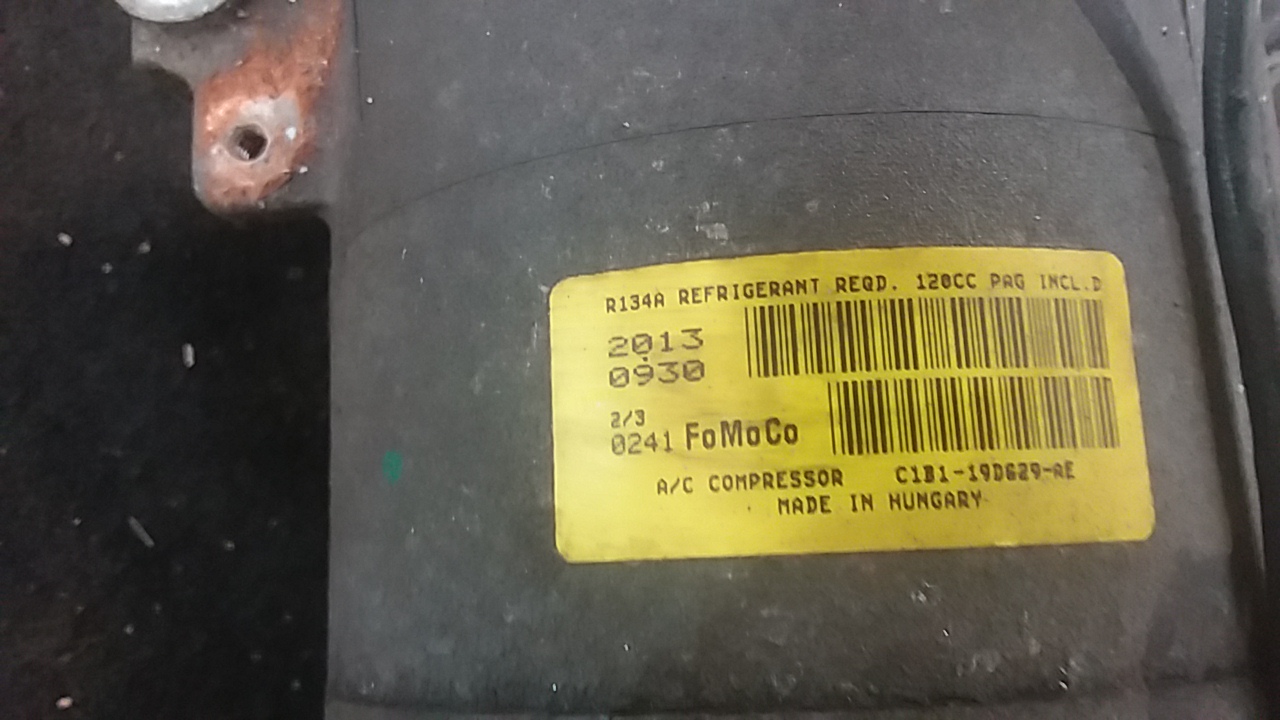 R134A REFRIGERANT REQD. 120CC PAG INCL.D
2013
0930
2/3
0241 FoMoCo
A/C COMPRESSOR C1B1-19D629-AE
MADE IN HUNGARY